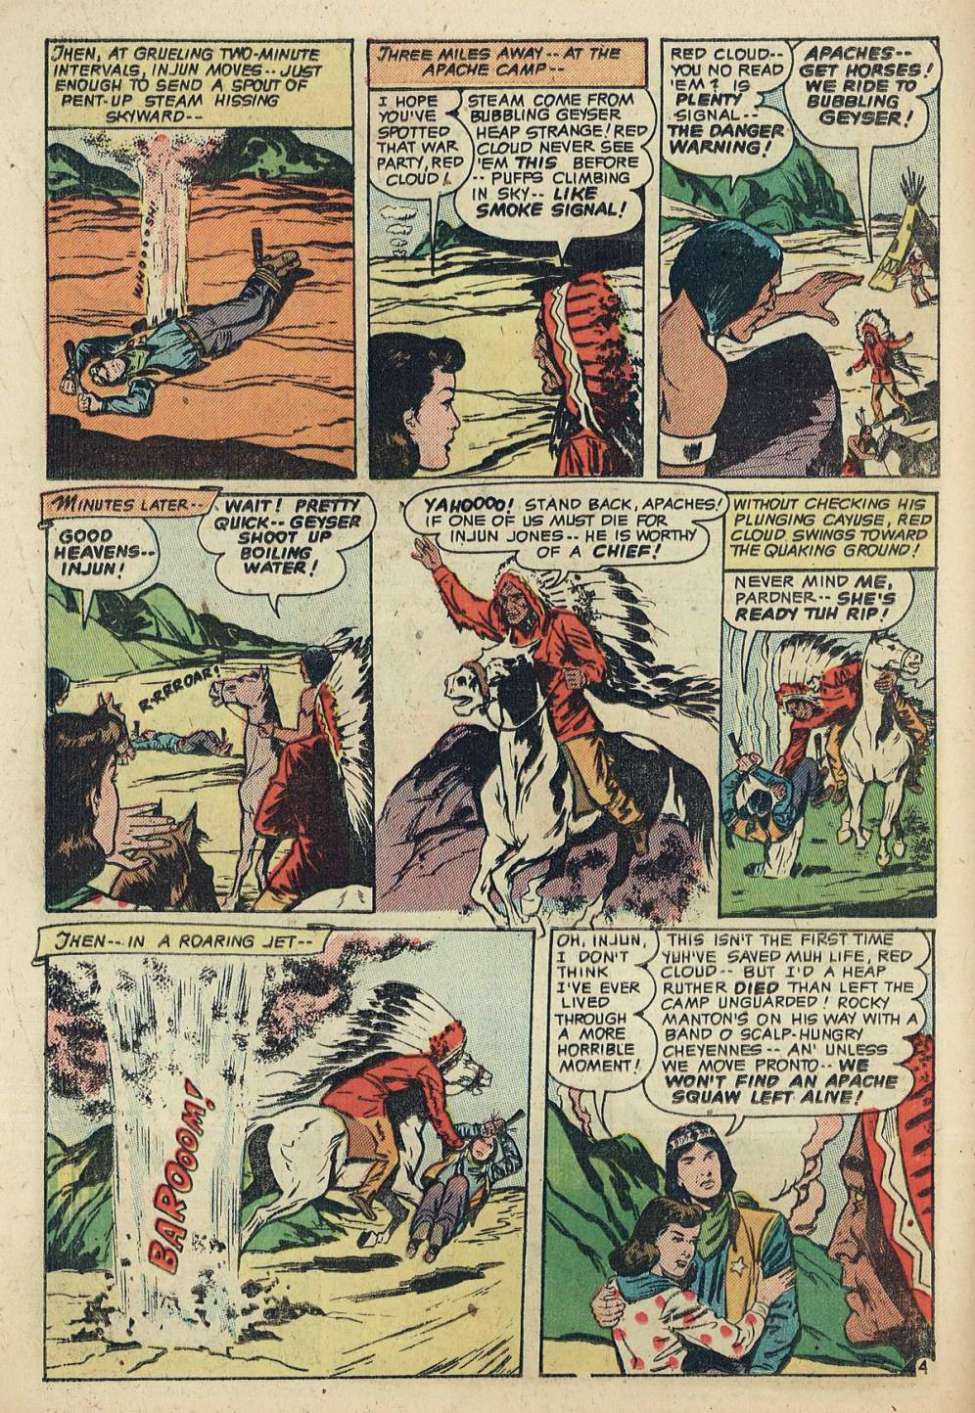 THEN, AT GRUELING TWO-MINUTE
INTERVALS, INJUN MOVES-- JUST
ENOUGH TO SEND A SPOUT OF
PENT-UP STEAM HISSING
SKYWARD--
WHOOOOSH!
THREE MILES AWAY-- AT THE
APACHE CAMP--
I HOPE
YOU'VE
SPOTTED
THAT WAR
PARTY, RED
CLOUD!
STEAM COME FROM
BUBBLING GEYSER
HEAP STRANGE! RED
CLOUD NEVER SEE
'EM THIS BEFORE
-- PUFFS CLIMBING
IN SKY-- LIKE
SMOKE SIGNAL!
RED CLOUD--
YOU NO READ
'EM? IS
PLENTY
SIGNAL--
THE DANGER
WARNING!
APACHES--
GET HORSES!
WE RIDE TO
BUBBLING
GEYSER!
MINUTES LATER--
GOOD
HEAVENS--
INJUN!
WAIT! PRETTY
QUICK-- GEYSER
SHOOT UP
BOILING
WATER!
R-RRROAR!
YAHOOOO! STAND BACK, APACHES!
IF ONE OF US MUST DIE FOR
INJUN JONES-- HE IS WORTHY
OF A CHIEF!
WITHOUT CHECKING HIS
PLUNGING CAYUSE, RED
CLOUD SWINGS TOWARD
THE QUAKING GROUND!
NEVER MIND ME,
PARDNER-- SHE'S
READY TUH RIP!
THEN-- IN A ROARING JET--
BAROOOOM!
OH, INJUN,
I DON'T
THINK
I'VE EVER
LIVED
THROUGH
A MORE
HORRIBLE
MOMENT!
THIS ISN'T THE FIRST TIME
YUH'VE SAVED MUH LIFE, RED
CLOUD-- BUT I'D A HEAP
RUTHER DIED THAN LEFT THE
CAMP UNGUARDED! ROCKY
MANTON'S ON HIS WAY WITH A
BAND O' SCALP-HUNGRY
CHEYENNES-- AN' UNLESS
WE MOVE PRONTO-- WE
WON'T FIND AN APACHE
SQUAW LEFT ALIVE!
4